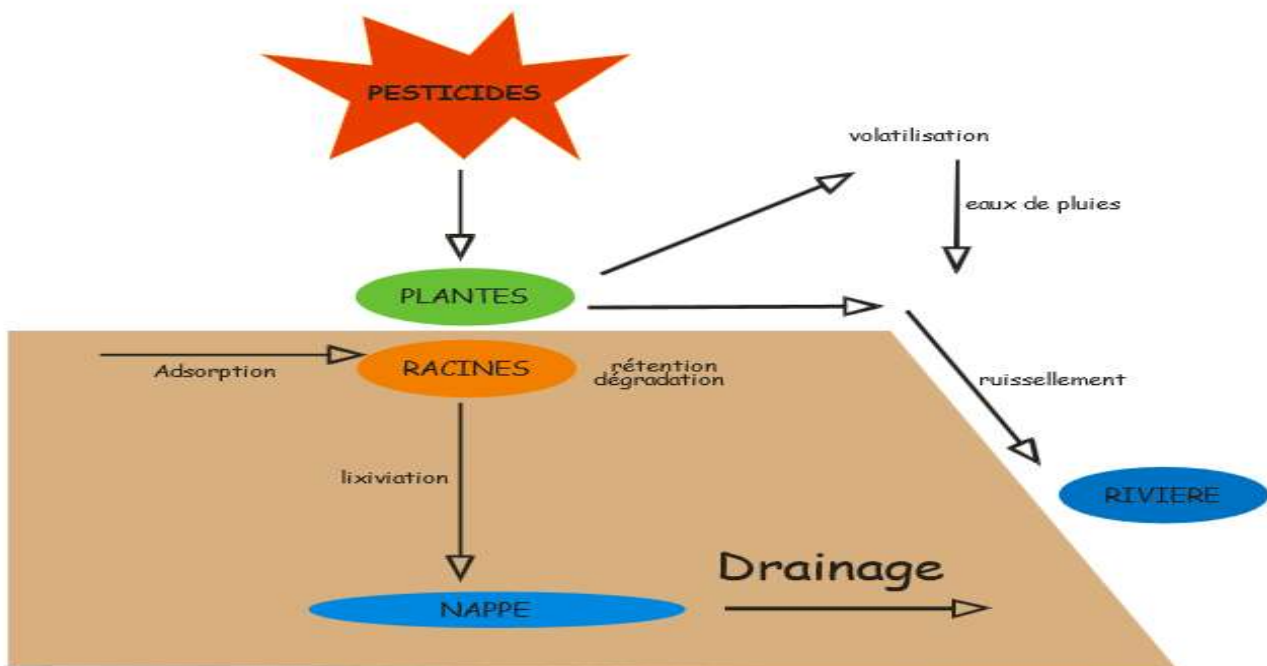 PESTICIDES
volatilisation
eaux de pluies
PLANTES
Adsorption
RACINES
rétention
dégradation
ruissellement
lixiviation
RIVIERE
Drainage
NAPPE